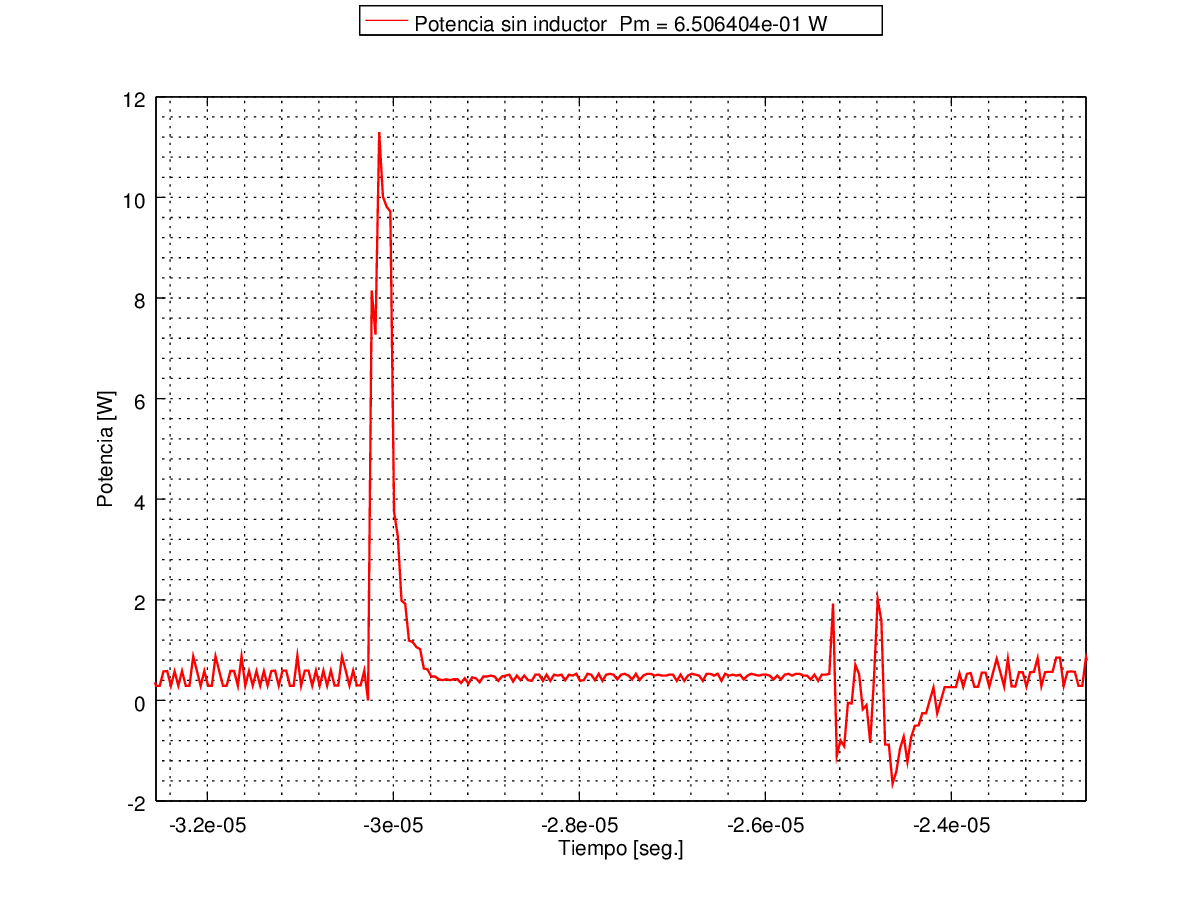 Potencia sin inductor Pm = 6.506404e-01 W
12
10
8
6
4
2
0
-2
Potencia [W]
-3.2e-05 -3e-05 -2.8e-05 -2.6e-05 -2.4e-05
Tiempo [seg.]